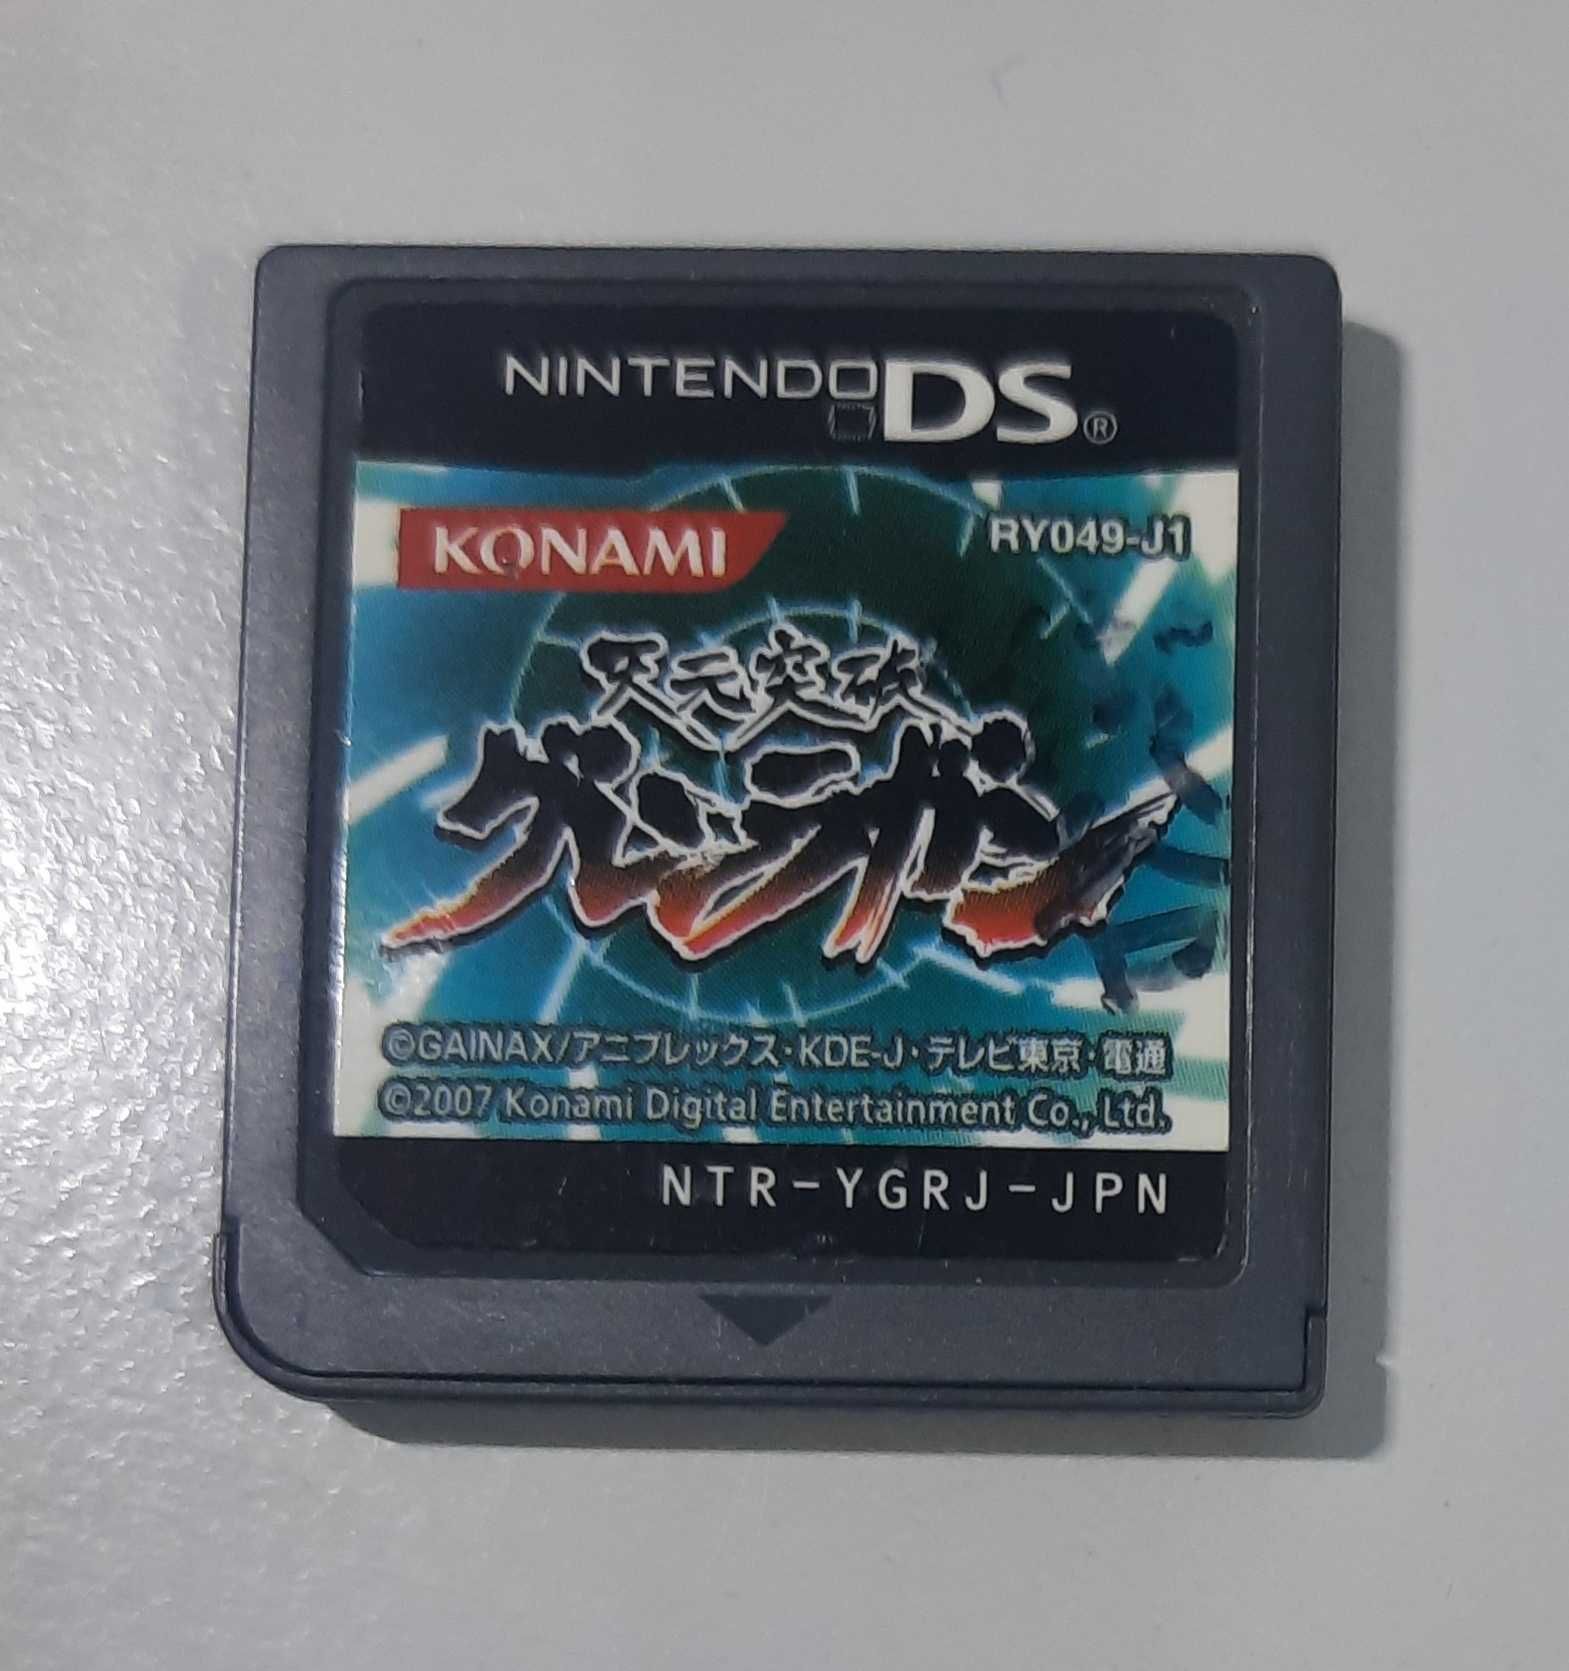 NINTENDO DS®
KONAMI
RY049-J1
天元突破
グレンラガン
©GAINAX/アニプレックス・KDE-J・テレビ東京・電通
©2007 Konami Digital Entertainment Co., Ltd.
NTR-YGRJ-JPN